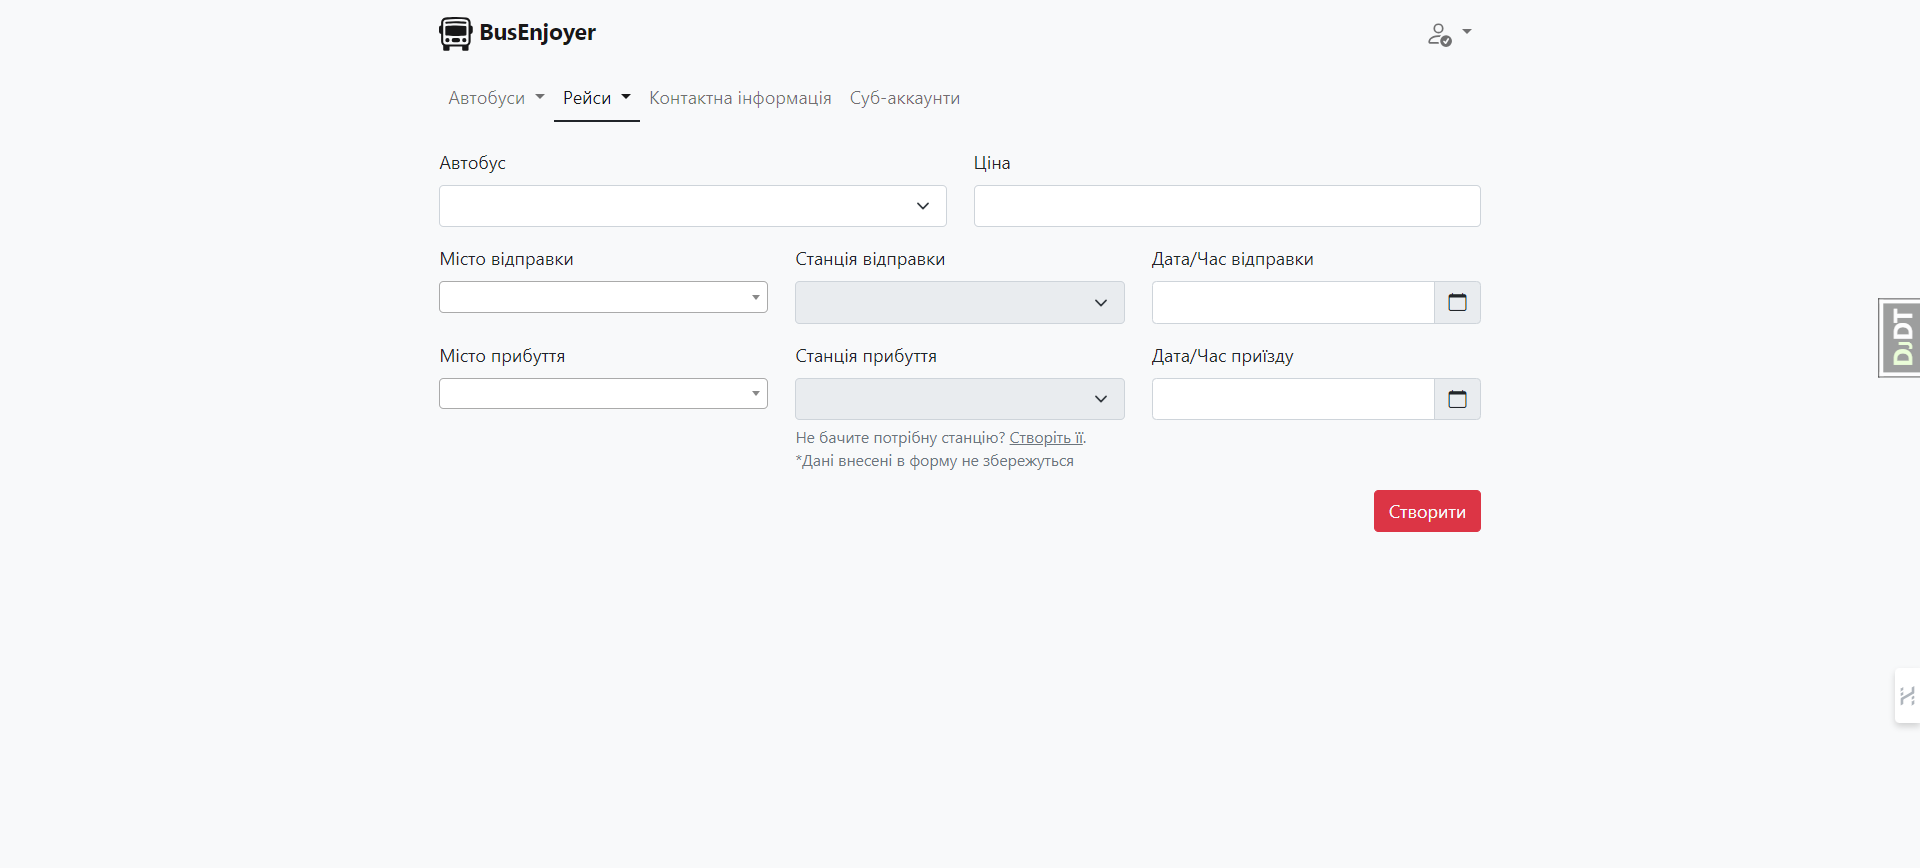 BusEnjoyer
Автобуси Рейси Контактна інформація Суб-аккаунти
Автобус Ціна
Місто відправки Станція відправки Дата/Час відправки
DJDT
Місто прибуття Станція прибуття Дата/Час приїзду
Не бачите потрібну станцію? Створіть її.
*Дані внесені в форму не збережуться
Створити